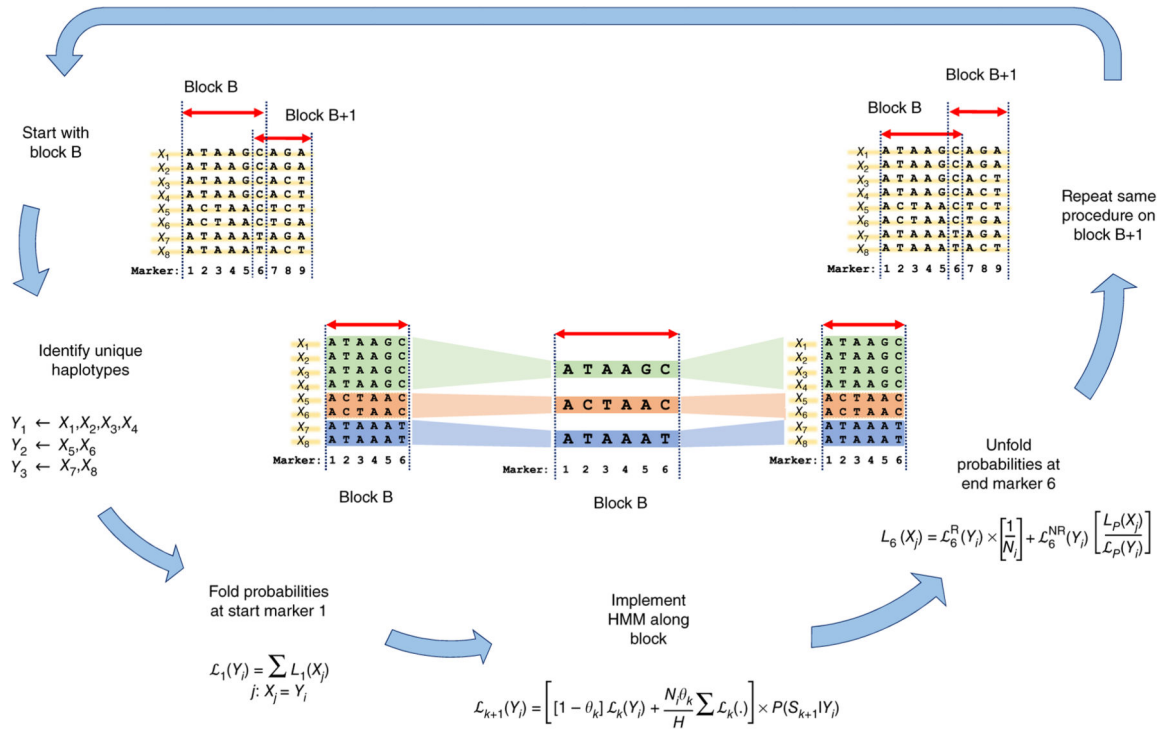 Start with
block B
Block B
Block B+1
X1 A T A A G C A G A
X2 A T A A G C A G A
X3 A T A A G C A C T
X4 A T A A G C A C T
X5 A C T A A C T C T
X6 A C T A A C T G A
X7 A T A A A T A G A
X8 A T A A A T A C T
Marker: 1 2 3 4 5 6 7 8 9
Block B+1
Block B
X1 A T A A G C A G A
X2 A T A A G C A G A
X3 A T A A G C A C T
X4 A T A A G C A C T
X5 A C T A A C T C T
X6 A C T A A C T G A
X7 A T A A A T A G A
X8 A T A A A T A C T
Marker: 1 2 3 4 5 6 7 8 9
Repeat same
procedure on
block B+1
Identify unique
haplotypes
Y1 ← X1,X2,X3,X4
Y2 ← X5,X6
Y3 ← X7,X8
X1 A T A A G C
X2 A T A A G C
X3 A T A A G C
X4 A T A A G C
X5 A C T A A C
X6 A C T A A C
X7 A T A A A T
X8 A T A A A T
Marker: 1 2 3 4 5 6
Block B
A T A A G C
A C T A A C
A T A A A T
Marker: 1 2 3 4 5 6
Block B
X1 A T A A G C
X2 A T A A G C
X3 A T A A G C
X4 A T A A G C
X5 A C T A A C
X6 A C T A A C
X7 A T A A A T
X8 A T A A A T
Marker: 1 2 3 4 5 6
Unfold
probabilities at
end marker 6
L6 (Xj) = ℒ6^R(Yi) × [1/Ni] + ℒ6^NR(Yi) [LP(Xj)/ℒP(Yi)]
Fold probabilities
at start marker 1
ℒ1(Yi) = ∑ L1(Xj)
j: Xj = Yi
Implement
HMM along
block
ℒk+1(Yi) = [[1 − θk] ℒk(Yi) + Niθk/H ∑ ℒk(.)] × P(Sk+1IYi)